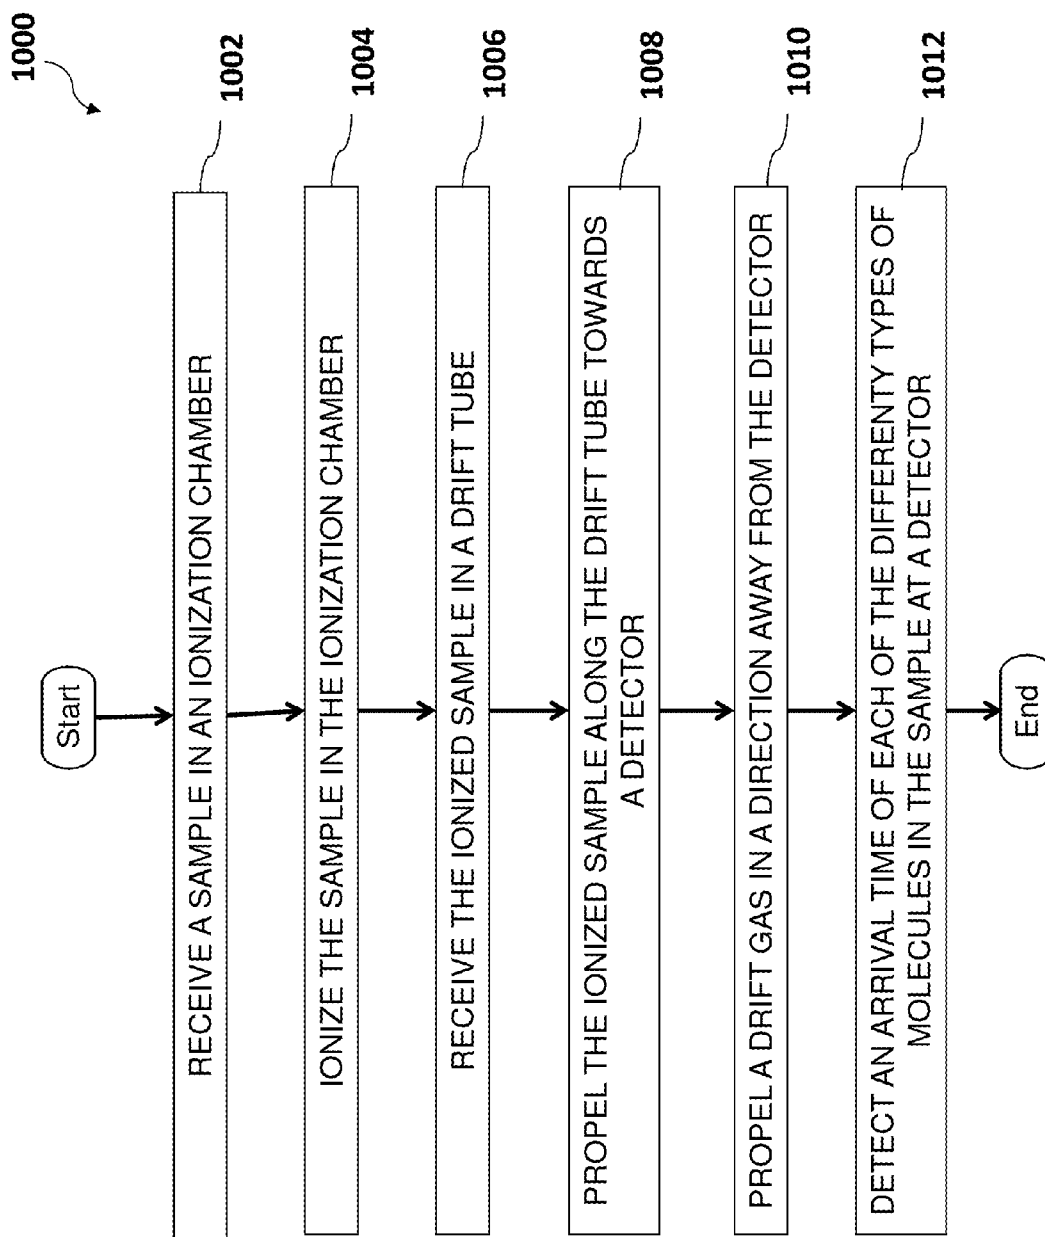 1000
Start
RECEIVE A SAMPLE IN AN IONIZATION CHAMBER
1002
IONIZE THE SAMPLE IN THE IONIZATION CHAMBER
1004
RECEIVE THE IONIZED SAMPLE IN A DRIFT TUBE
1006
PROPEL THE IONIZED SAMPLE ALONG THE DRIFT TUBE TOWARDS
A DETECTOR
1008
PROPEL A DRIFT GAS IN A DIRECTION AWAY FROM THE DETECTOR
1010
DETECT AN ARRIVAL TIME OF EACH OF THE DIFFERENTY TYPES OF
MOLECULES IN THE SAMPLE AT A DETECTOR
1012
End